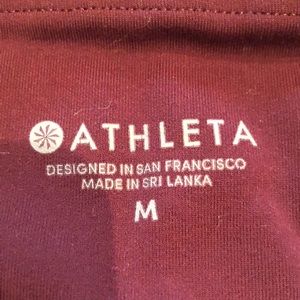 ATHLETA
DESIGNED IN SAN FRANCISCO
MADE IN SRI LANKA
M